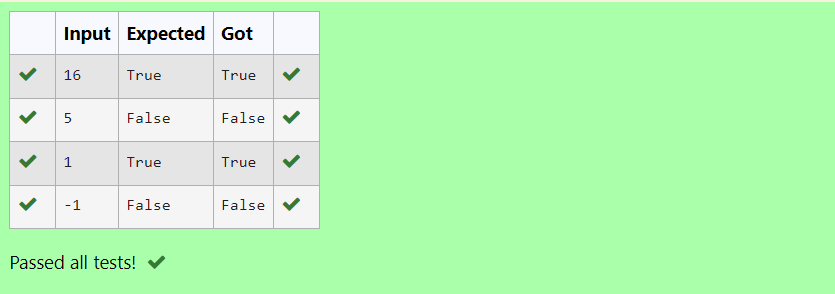 Input Expected Got
16 True True
5 False False
1 True True
-1 False False
Passed all tests!